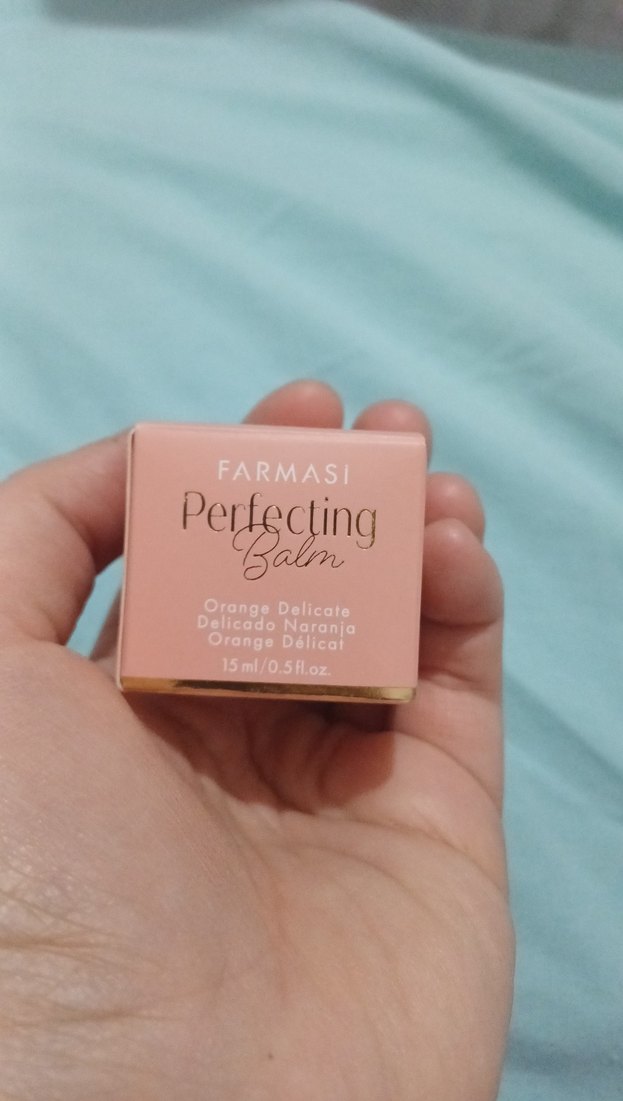 FARMASİ
Perfecting
Balm
Orange Delicate
Delicado Naranja
Orange Délicat
15 ml/0.5 fl.oz.